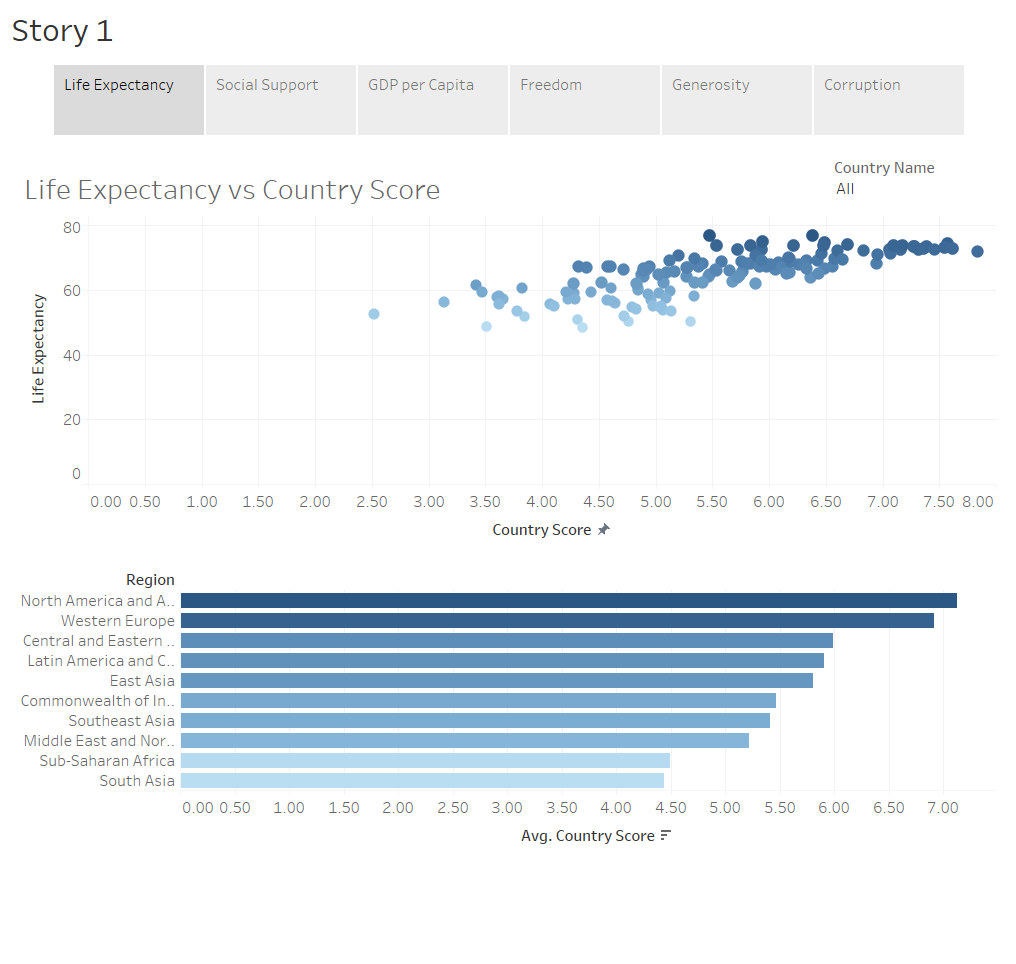 Story 1
Life Expectancy Social Support GDP per Capita Freedom Generosity Corruption
Country Name
All
Life Expectancy vs Country Score
80
60
40
20
0
Life Expectancy
0.00 0.50 1.00 1.50 2.00 2.50 3.00 3.50 4.00 4.50 5.00 5.50 6.00 6.50 7.00 7.50 8.00
Country Score
Region
North America and A..
Western Europe
Central and Eastern ..
Latin America and C..
East Asia
Commonwealth of In..
Southeast Asia
Middle East and Nor..
Sub-Saharan Africa
South Asia
0.00 0.50 1.00 1.50 2.00 2.50 3.00 3.50 4.00 4.50 5.00 5.50 6.00 6.50 7.00
Avg. Country Score